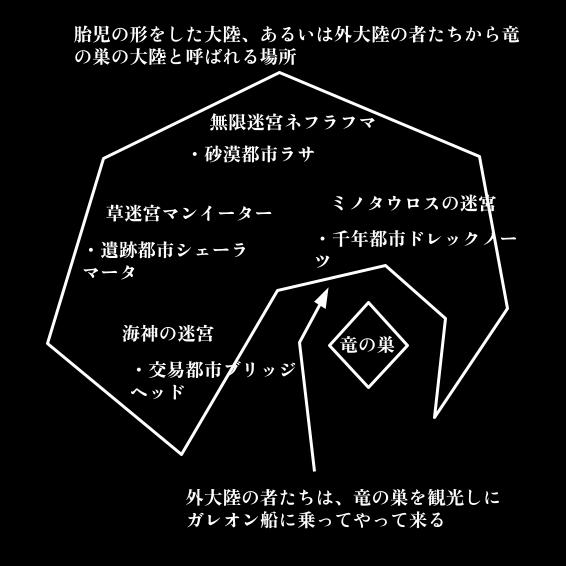 胎児の形をした大陸、あるいは外大陸の者たちから竜
の巣の大陸と呼ばれる場所
無限迷宮ネフラフマ
・砂漠都市ラサ
ミノタウロスの迷宮
・千年都市ドレックノー
ツ
草迷宮マンイーター
・遺跡都市シェーラ
マータ
海神の迷宮
・交易都市ブリッジ
ヘッド
竜の巣
外大陸の者たちは、竜の巣を観光しに
ガレオン船に乗ってやって来る